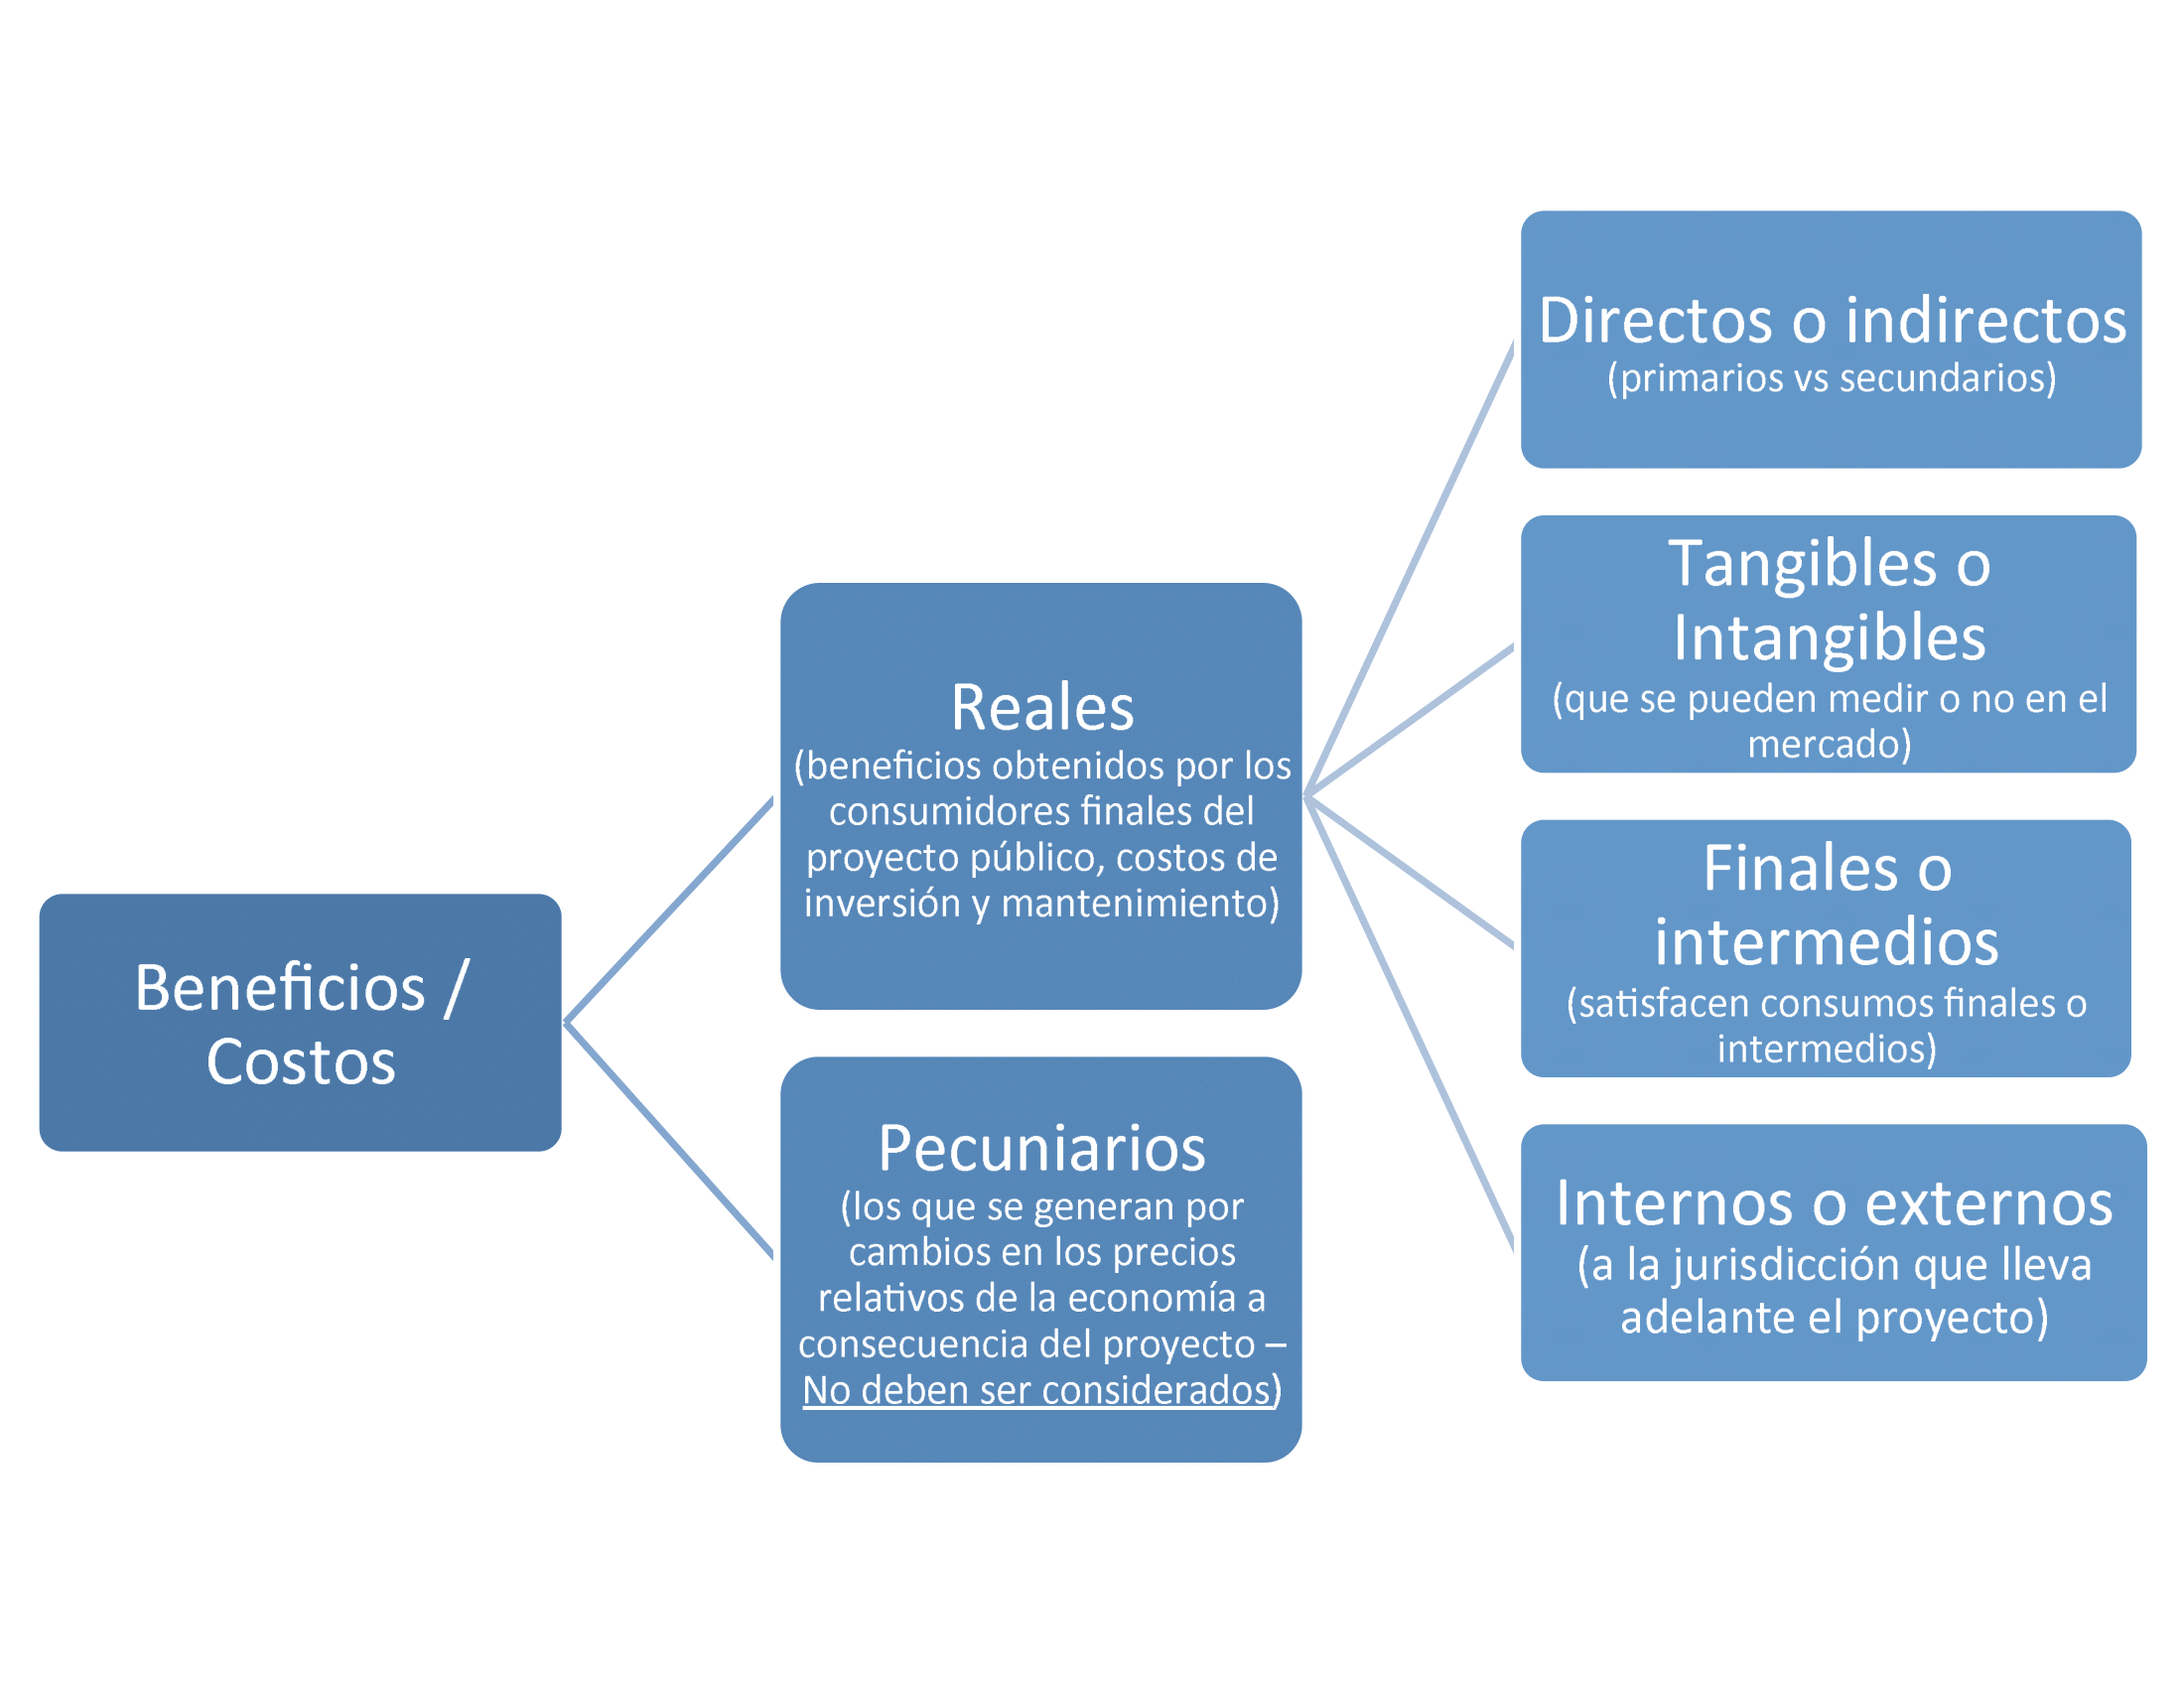 Beneficios /
Costos
Reales
(beneficios obtenidos por los
consumidores finales del
proyecto público, costos de
inversión y mantenimiento)
Pecuniarios
(los que se generan por
cambios en los precios
relativos de la economía a
consecuencia del proyecto –
No deben ser considerados)
Directos o indirectos
(primarios vs secundarios)
Tangibles o
Intangibles
(que se pueden medir o no en el
mercado)
Finales o
intermedios
(satisfacen consumos finales o
intermedios)
Internos o externos
(a la jurisdicción que lleva
adelante el proyecto)